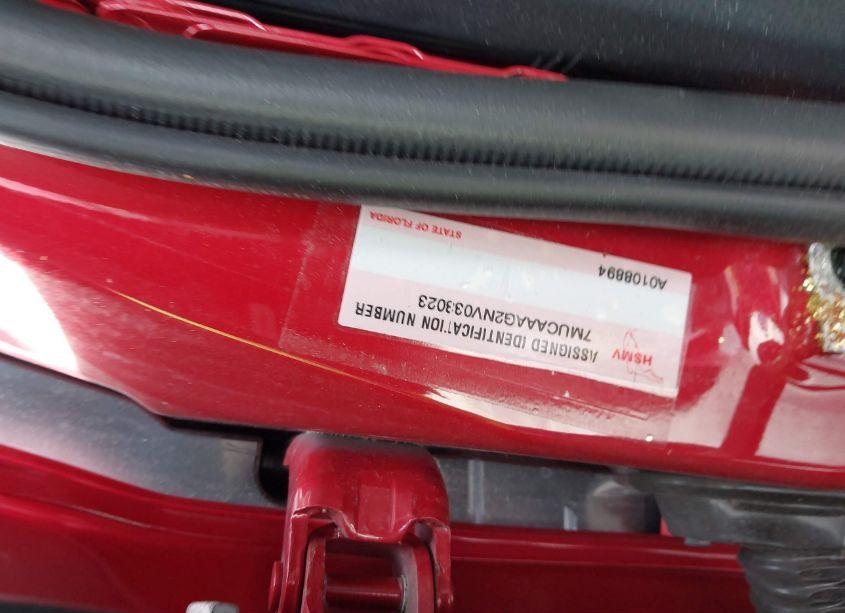 HSMV
ASSIGNED IDENTIFICATION NUMBER
7MUCAAAG2NV033023
A0108894
STATE OF FLORIDA